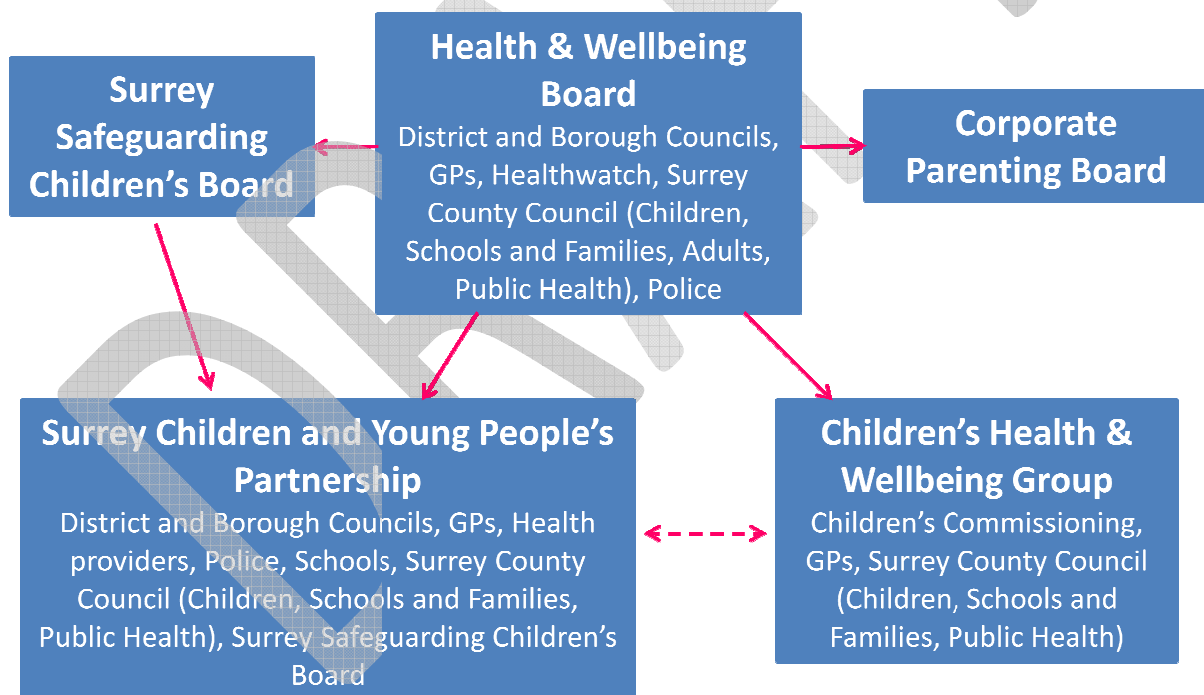 Surrey
Safeguarding
Children’s Board
Health & Wellbeing
Board
District and Borough Councils,
GPs, Healthwatch, Surrey
County Council (Children,
Schools and Families, Adults,
Public Health), Police
Corporate
Parenting Board
Surrey Children and Young People’s
Partnership
District and Borough Councils, GPs, Health
providers, Police, Schools, Surrey County
Council (Children, Schools and Families,
Public Health), Surrey Safeguarding Children’s
Board
Children’s Health &
Wellbeing Group
Children’s Commissioning,
GPs, Surrey County Council
(Children, Schools and
Families, Public Health)